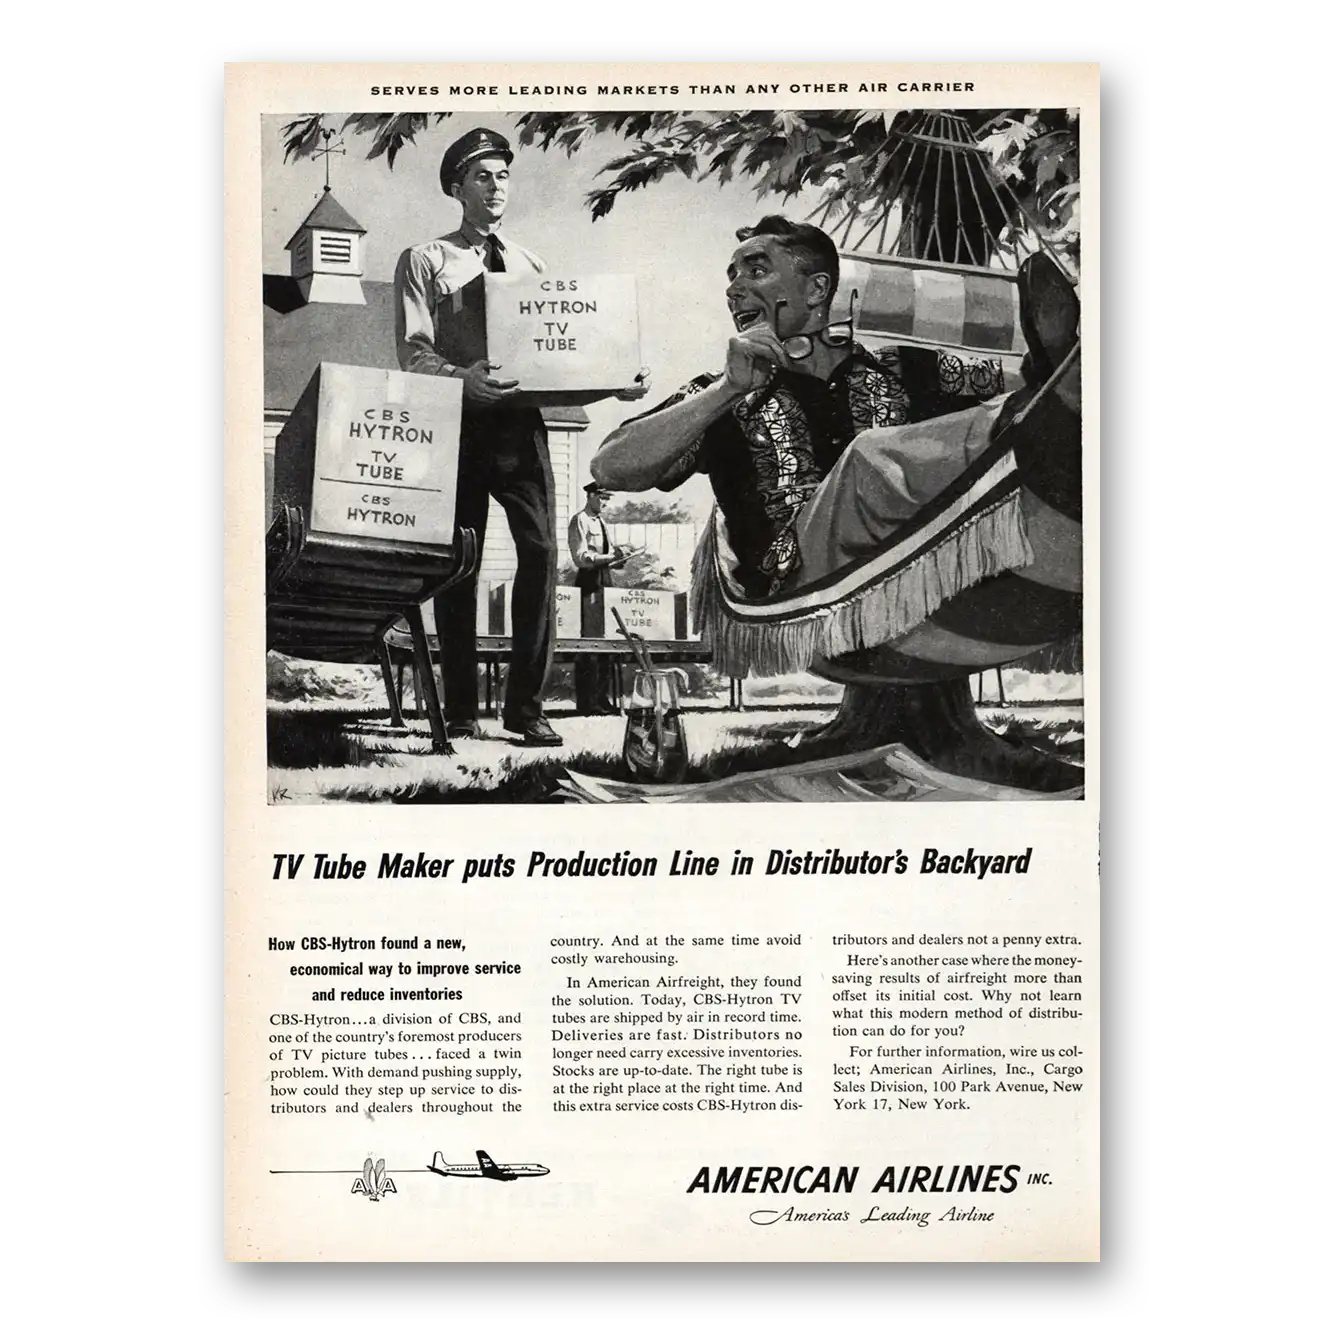 SERVES MORE LEADING MARKETS THAN ANY OTHER AIR CARRIER
CBS
HYTRON
TV
TUBE
CBS
HYTRON
TV
TUBE
CBS
HYTRON
ON
E
CBS
HYTRON
TV
TUBE
KR
TV Tube Maker puts Production Line in Distributor's Backyard
How CBS-Hytron found a new,
economical way to improve service
and reduce inventories
CBS-Hytron...a division of CBS, and
one of the country's foremost producers
of TV picture tubes...faced a twin
problem. With demand pushing supply,
how could they step up service to dis-
tributors and dealers throughout the
country. And at the same time avoid
costly warehousing.
In American Airfreight, they found
the solution. Today, CBS-Hytron TV
tubes are shipped by air in record time.
Deliveries are fast. Distributors no
longer need carry excessive inventories.
Stocks are up-to-date. The right tube is
at the right place at the right time. And
this extra service costs CBS-Hytron dis-
tributors and dealers not a penny extra.
Here's another case where the money-
saving results of airfreight more than
offset its initial cost. Why not learn
what this modern method of distribu-
tion can do for you?
For further information, wire us col-
lect; American Airlines, Inc., Cargo
Sales Division, 100 Park Avenue, New
York 17, New York.
AA
AA
AMERICAN AIRLINES INC.
America's Leading Airline